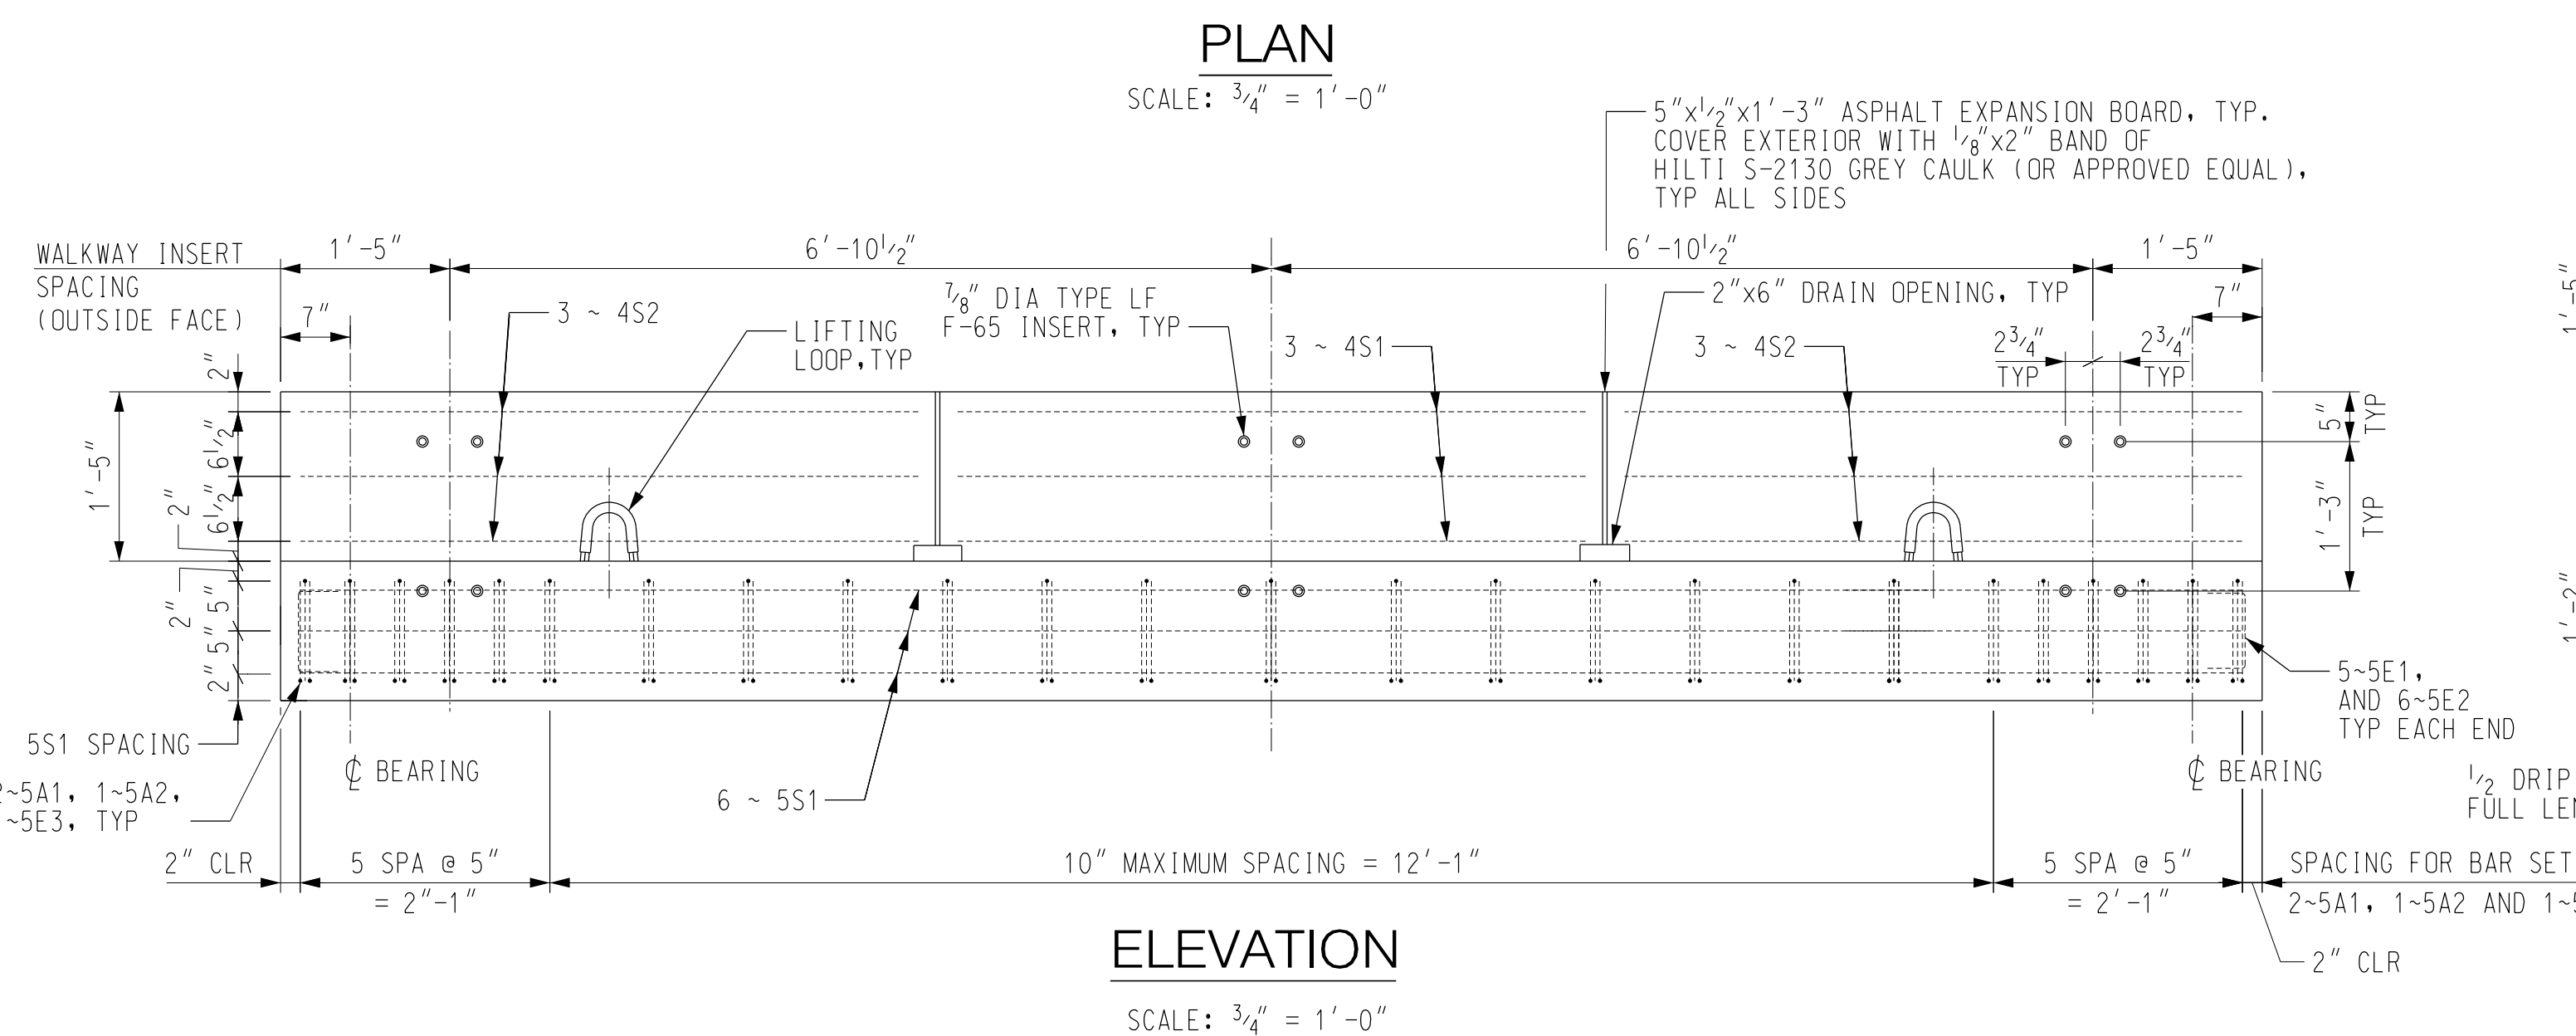 PLAN
SCALE: 3/4" = 1'-0"
5"x1/2"x1'-3" ASPHALT EXPANSION BOARD, TYP.
COVER EXTERIOR WITH 1/8"x2" BAND OF
HILTI S-2130 GREY CAULK (OR APPROVED EQUAL),
TYP ALL SIDES
WALKWAY INSERT
SPACING
(OUTSIDE FACE)
1'-5"
6'-10 1/2"
6'-10 1/2"
1'-5"
7"
7"
3 ~ 4S2
LIFTING
LOOP,TYP
7/8" DIA TYPE LF
F-65 INSERT, TYP
3 ~ 4S1
2"x6" DRAIN OPENING, TYP
3 ~ 4S2
2 3/4"
TYP
2 3/4"
TYP
2"
6 1/2"
6 1/2"
2"
1'-5"
2"
5"
5"
2"
5"
TYP
1'-3"
TYP
1'-5"
1'-2"
5S1 SPACING
2~5A1, 1~5A2,
~5E3, TYP
℄ BEARING
6 ~ 5S1
5~5E1,
AND 6~5E2
TYP EACH END
℄ BEARING
1/2 DRIP
FULL LEN
2" CLR
5 SPA @ 5"
= 2"-1"
10" MAXIMUM SPACING = 12'-1"
5 SPA @ 5"
= 2'-1"
SPACING FOR BAR SET
2~5A1, 1~5A2 AND 1~5
2" CLR
ELEVATION
SCALE: 3/4" = 1'-0"